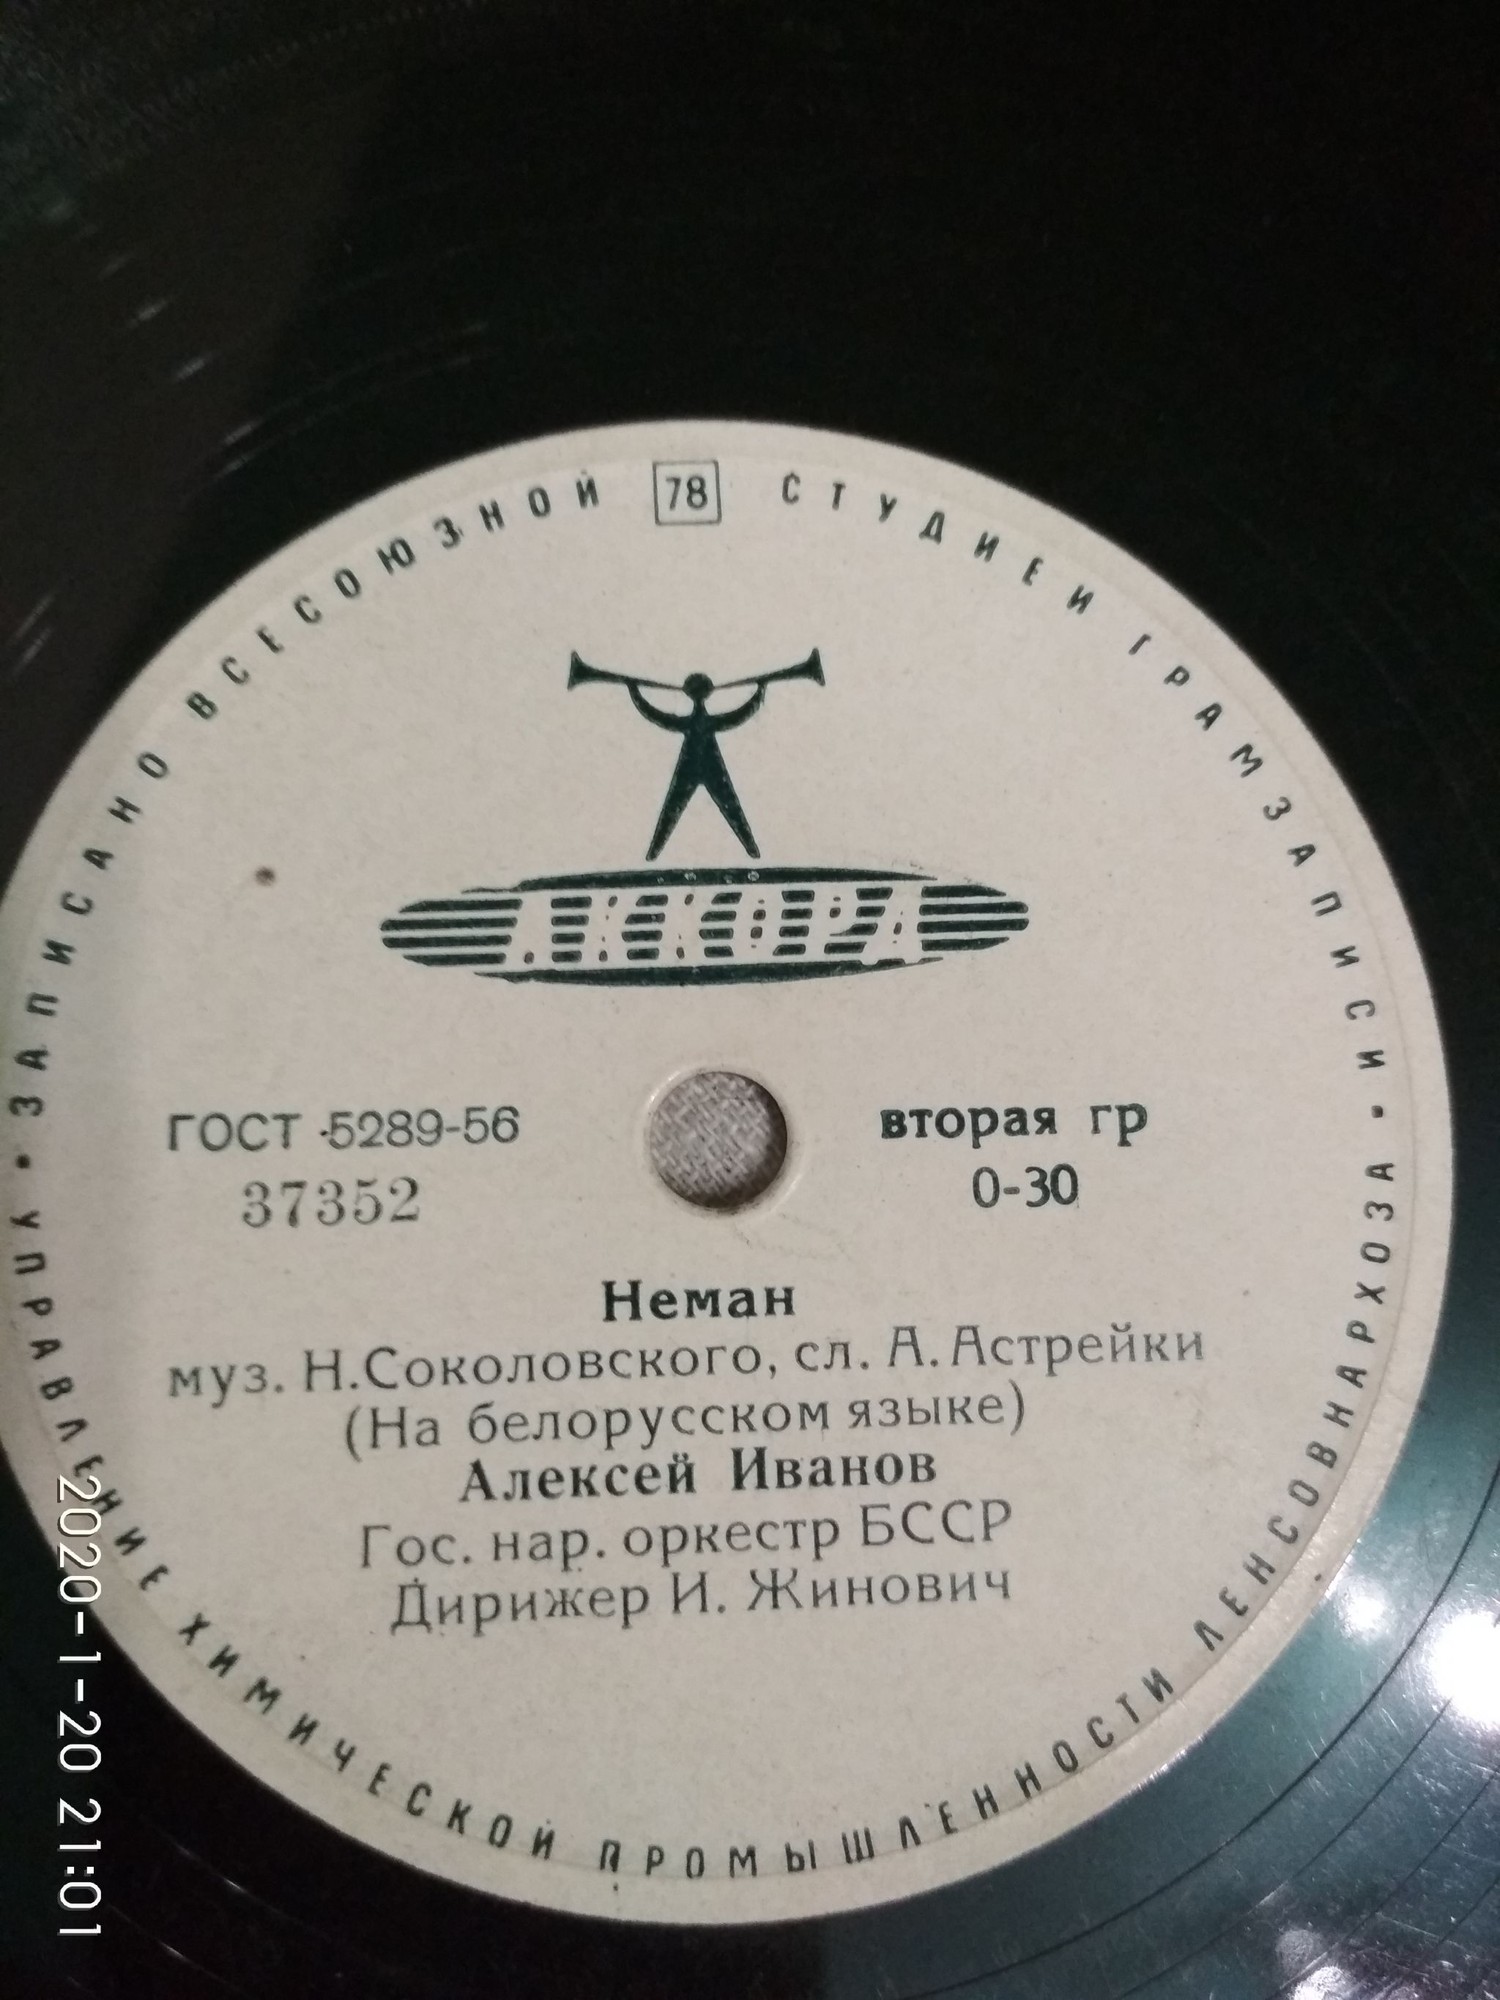 ЗАПИСАНО ВСЕСОЮЗНОЙ 78 СТУДИЕЙ ГРАМЗАПИСИ •
АККОРД
ГОСТ 5289-56
37352
вторая гр
0-30
Неман
муз. Н.Соколовского, сл. А. Астрейки
(На белорусском языке)
Алексей Иванов
Гос. нар. оркестр БССР
Дирижер И. Жинович
УПРАВЛЕНИЕ ХИМИЧЕСКОЙ ПРОМЫШЛЕННОСТИ ЛЕНСОВНАРХОЗА •
2020-1-20 21:01